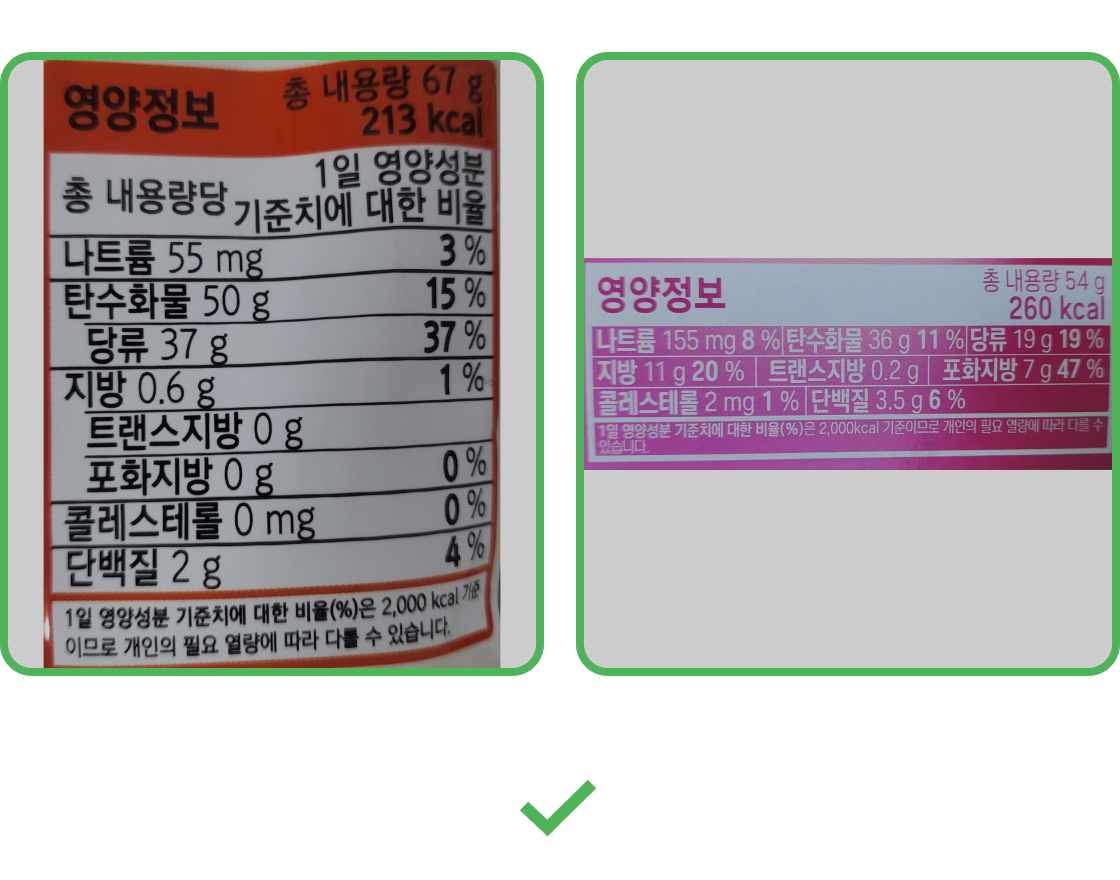 영양정보 총 내용량 67 g
213 kcal
총 내용량당 1일 영양성분
기준치에 대한 비율
나트륨 55 mg 3 %
탄수화물 50 g 15 %
당류 37 g 37 %
지방 0.6 g 1 %
트랜스지방 0 g
포화지방 0 g 0 %
콜레스테롤 0 mg 0 %
단백질 2 g 4 %
1일 영양성분 기준치에 대한 비율(%)은 2,000 kcal 기준
이므로 개인의 필요 열량에 따라 다를 수 있습니다.
영양정보 총 내용량 54 g
260 kcal
나트륨 155 mg 8 % 탄수화물 36 g 11 % 당류 19 g 19 %
지방 11 g 20 % 트랜스지방 0.2 g 포화지방 7 g 47 %
콜레스테롤 2 mg 1 % 단백질 3.5 g 6 %
1일 영양성분 기준치에 대한 비율(%)은 2,000kcal 기준이므로 개인의 필요 열량에 따라 다를 수
있습니다.